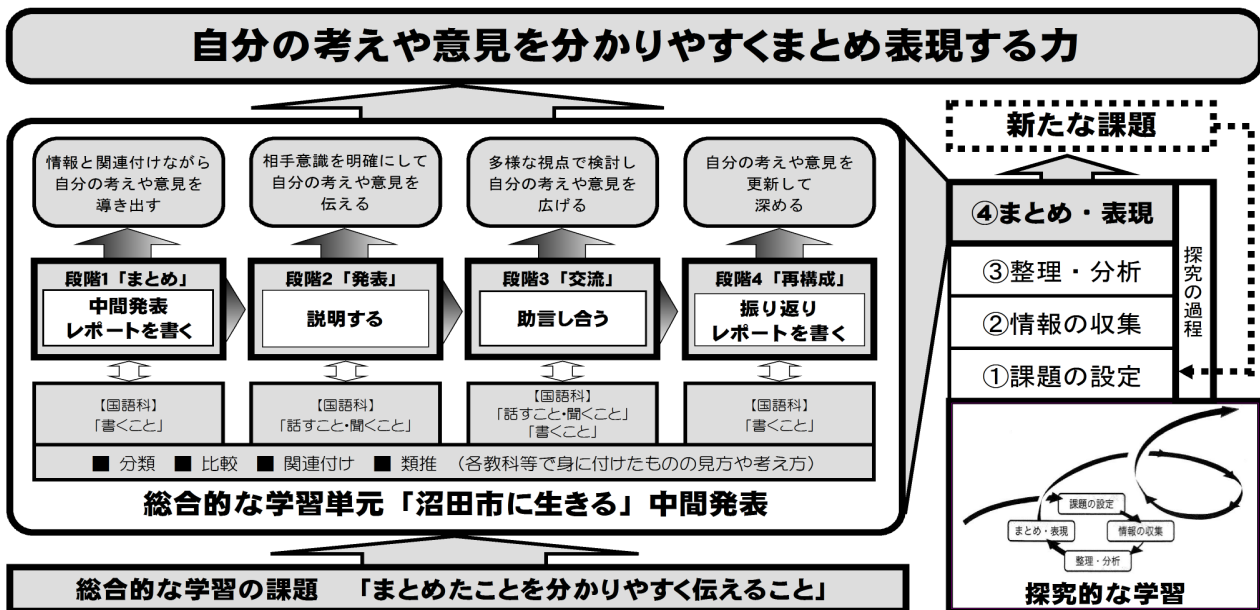 自分の考えや意見を分かりやすくまとめ表現する力
情報と関連付けながら
自分の考えや意見を
導き出す
相手意識を明確にして
自分の考えや意見を
伝える
多様な視点で検討し
自分の考えや意見を
広げる
自分の考えや意見を
更新して
深める
段階1「まとめ」
中間発表
レポートを書く
段階2「発表」
説明する
段階3「交流」
助言し合う
段階4「再構成」
振り返り
レポートを書く
【国語科】
「書くこと」
【国語科】
「話すこと・聞くこと」
【国語科】
「話すこと・聞くこと」
「書くこと」
【国語科】
「書くこと」
■ 分類 ■ 比較 ■ 関連付け ■ 類推 (各教科等で身に付けたものの見方や考え方)
総合的な学習単元「沼田市に生きる」中間発表
総合的な学習の課題 「まとめたことを分かりやすく伝えること」
新たな課題
④まとめ・表現
③整理・分析
②情報の収集
①課題の設定
探究の過程
課題の設定
まとめ・表現
情報の収集
整理・分析
探究的な学習